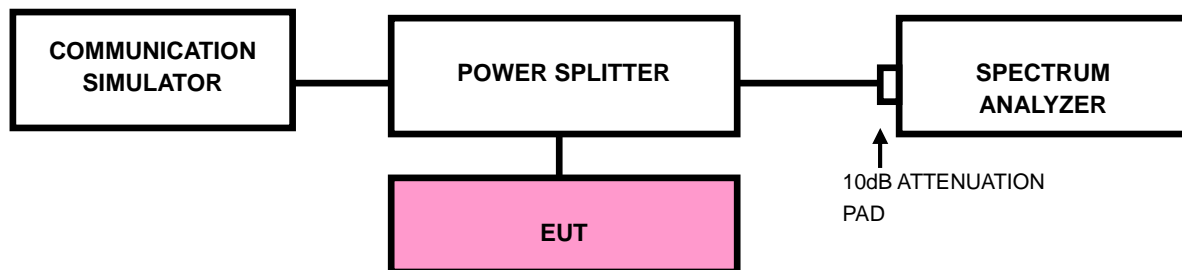 COMMUNICATION
SIMULATOR
POWER SPLITTER
SPECTRUM
ANALYZER
10dB ATTENUATION
PAD
EUT